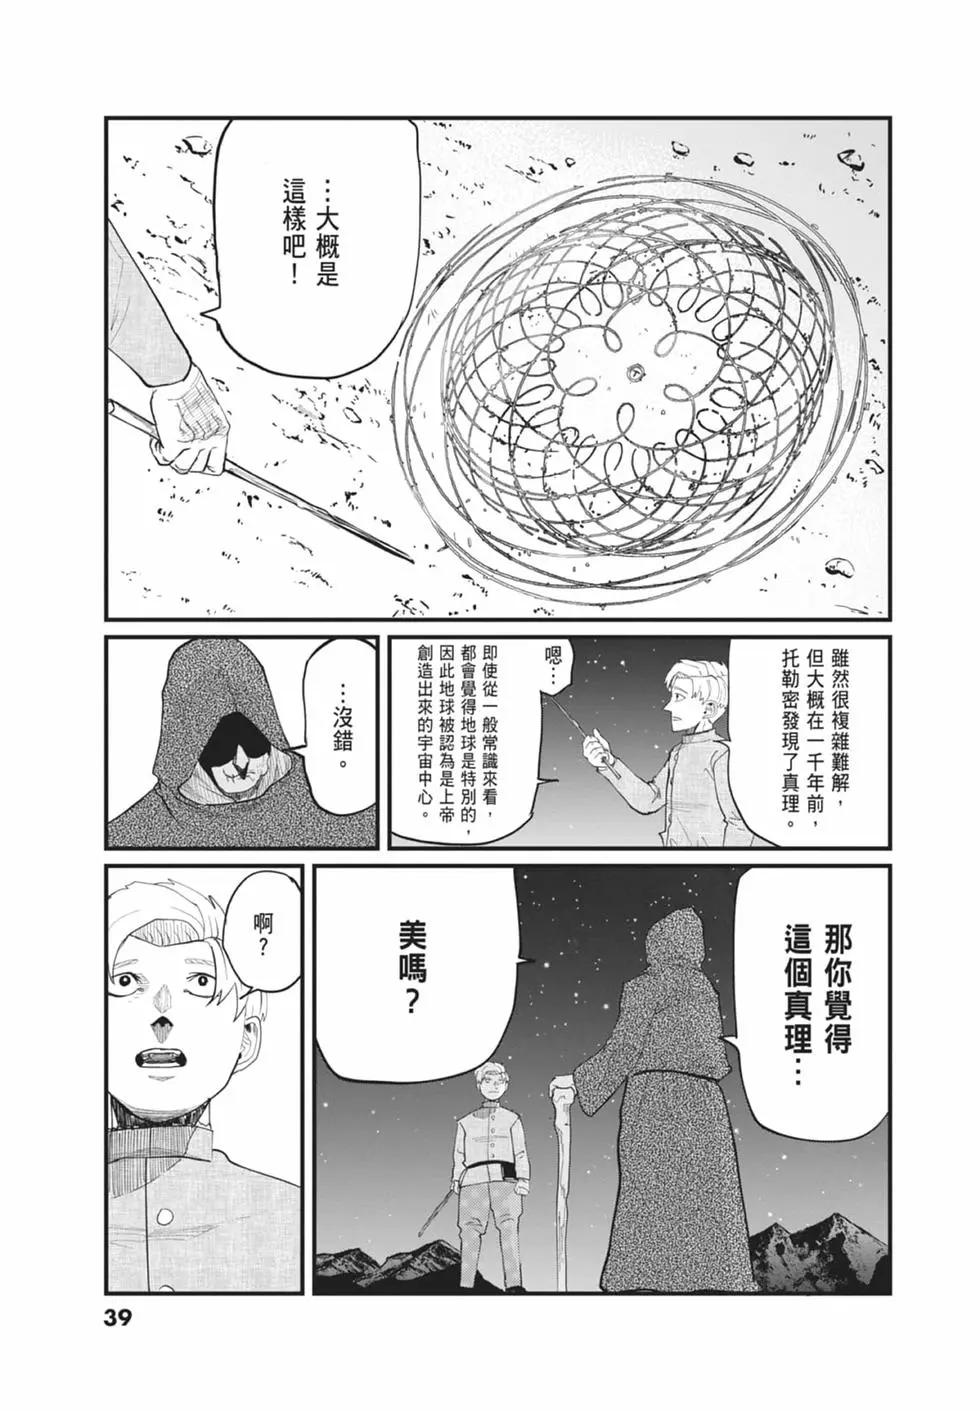 …大概是
這樣吧！
雖然很複雜難解，
但大概在一千年前，
托勒密發現了真理。
嗯…
即使從一般常識來看，
都會覺得地球是特別的，
因此地球被認為是上帝
創造出來的宇宙中心。
…沒錯。
那你覺得
這個真理…
美嗎？
啊？
39